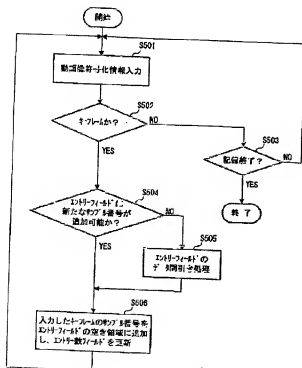 開始
S501
動画像符号化情報入力
S502
キーフレームか?
NO
S503
YES
記録終了?
NO
YES
終了
S504
エントリーフィールドに
新たなサンプル番号が
追加可能か?
NO
S505
YES
エントリーフィールドの
データ間引き処理
S506
入力したキーフレームのサンプル番号を
エントリーフィールドの空き領域に追加
し、エントリー数フィールドを更新